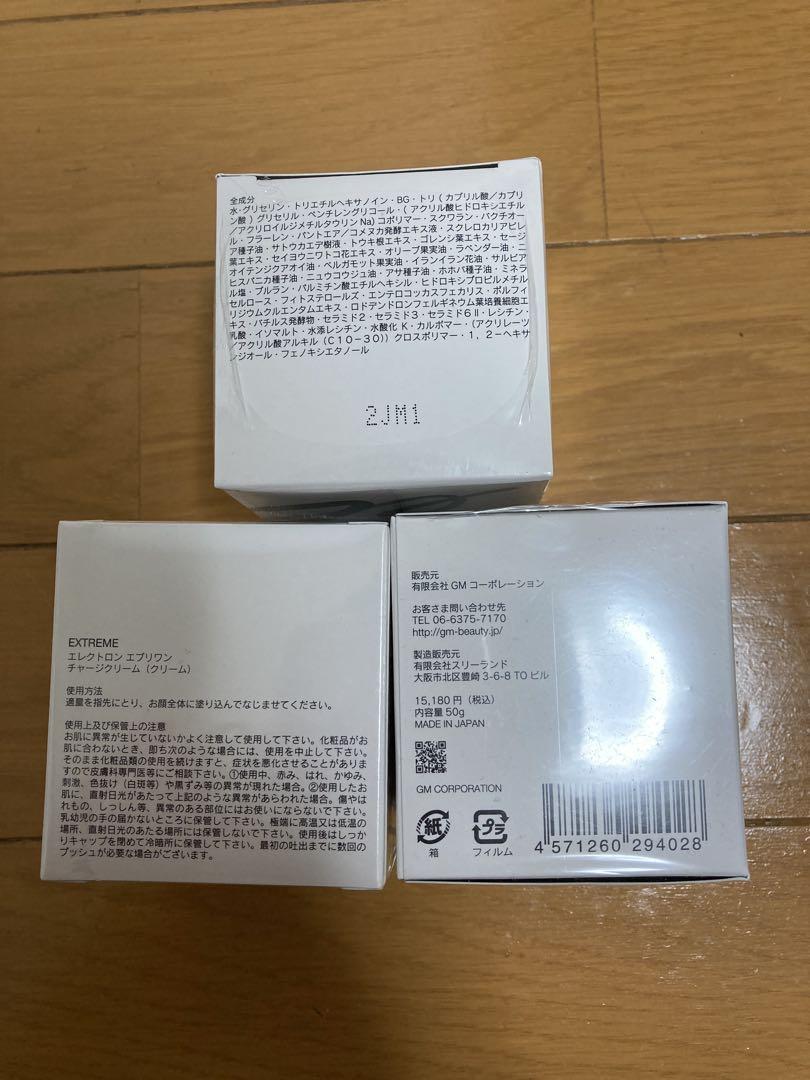 全成分
水・グリセリン・トリエチルヘキサノイン・BG・トリ（カプリル酸／カプリ
ン酸）グリセリル・ペンチレングリコール・（アクリル酸ヒドロキシエチル
／アクリロイルジメチルタウリンNa）コポリマー・スクワラン・バクチオー
ル・フラーレン・パントエア／コメヌカ発酵エキス液・スクレロカリアビレ
ア種子油・サトウカエデ樹液・トウキ根エキス・ゴレンシ葉エキス・セージ
葉エキス・セイヨウニワトコ花エキス・オリーブ果実油・ラベンダー油・ニ
オイテンジクアオイ油・ベルガモット果実油・イランイラン花油・サルビア
ヒスパニカ種子油・ニュウコウジュ油・アサ種子油・ホホバ種子油・ミネラ
ル塩・プルラン・パルミチン酸エチルヘキシル・ヒドロキシプロピルメチル
セルロース・フィトステロールズ・エンテロコッカスフェカリス・ポルフィ
リジウムクルエンタムエキス・ロドデンドロンフェルギネウム葉培養細胞エ
キス・バチルス発酵物・セラミド2・セラミド3・セラミド6Ⅱ・レシチン・
乳酸・イソマルト・水添レシチン・水酸化K・カルボマー・（アクリレーツ
／アクリル酸アルキル（C10－30））クロスポリマー・1，2－ヘキサ
ンジオール・フェノキシエタノール
2JM1
EXTREME
エレクトロン エブリワン
チャージクリーム（クリーム）
使用方法
適量を指先にとり、お顔全体に塗り込んでなじませてください。
使用上及び保管上の注意
お肌に異常が生じていないかよく注意して使用して下さい。化粧品がお
肌に合わないとき、即ち次のような場合には、使用を中止して下さい。
そのまま化粧品類の使用を続けますと、症状を悪化させることがありま
すので皮膚科専門医等にご相談下さい。①使用中、赤み、はれ、かゆみ、
刺激、色抜け（白斑等）や黒ずみ等の異常が現れた場合。②使用したお
肌に、直射日光があたって上記のような異常があらわれた場合。傷やは
れもの、しっしん等、異常のある部位にはお使いにならないで下さい。
乳幼児の手の届かないところに保管して下さい。極端に高温又は低温の
場所、直射日光のあたる場所には保管しないで下さい。使用後はしっか
りキャップを閉めて冷暗所に保管して下さい。最初の吐出までに数回の
プッシュが必要な場合がございます。
販売元
有限会社 GM コーポレーション
お客さま問い合わせ先
TEL 06-6375-7170
http://gm-beauty.jp/
製造販売元
有限会社スリーランド
大阪市北区豊崎 3-6-8 TO ビル
15,180円（税込）
内容量 50g
MADE IN JAPAN
GM CORPORATION
紙
箱
プラ
フィルム
4 571260 294028